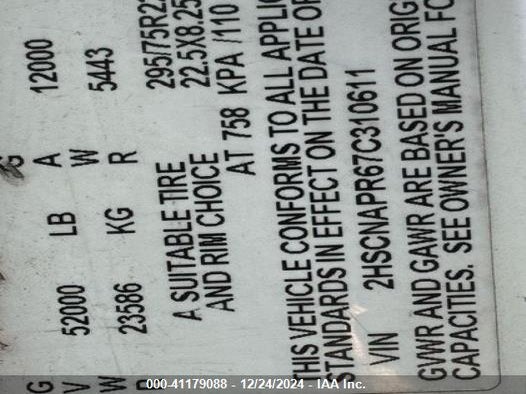 G
V 52000 LB A 12000
W W
R 23586 KG R 5443
A SUITABLE TIRE 295/75R2
AND RIM CHOICE 22.5X8.25
AT 758 KPA /110
THIS VEHICLE CONFORMS TO ALL APPLIC
STANDARDS IN EFFECT ON THE DATE OF
VIN 2HSCNAPR67C310611
GVWR AND GAWR ARE BASED ON ORIG
CAPACITIES. SEE OWNER'S MANUAL FO
000-41179088 - 12/24/2024 - IAA Inc.